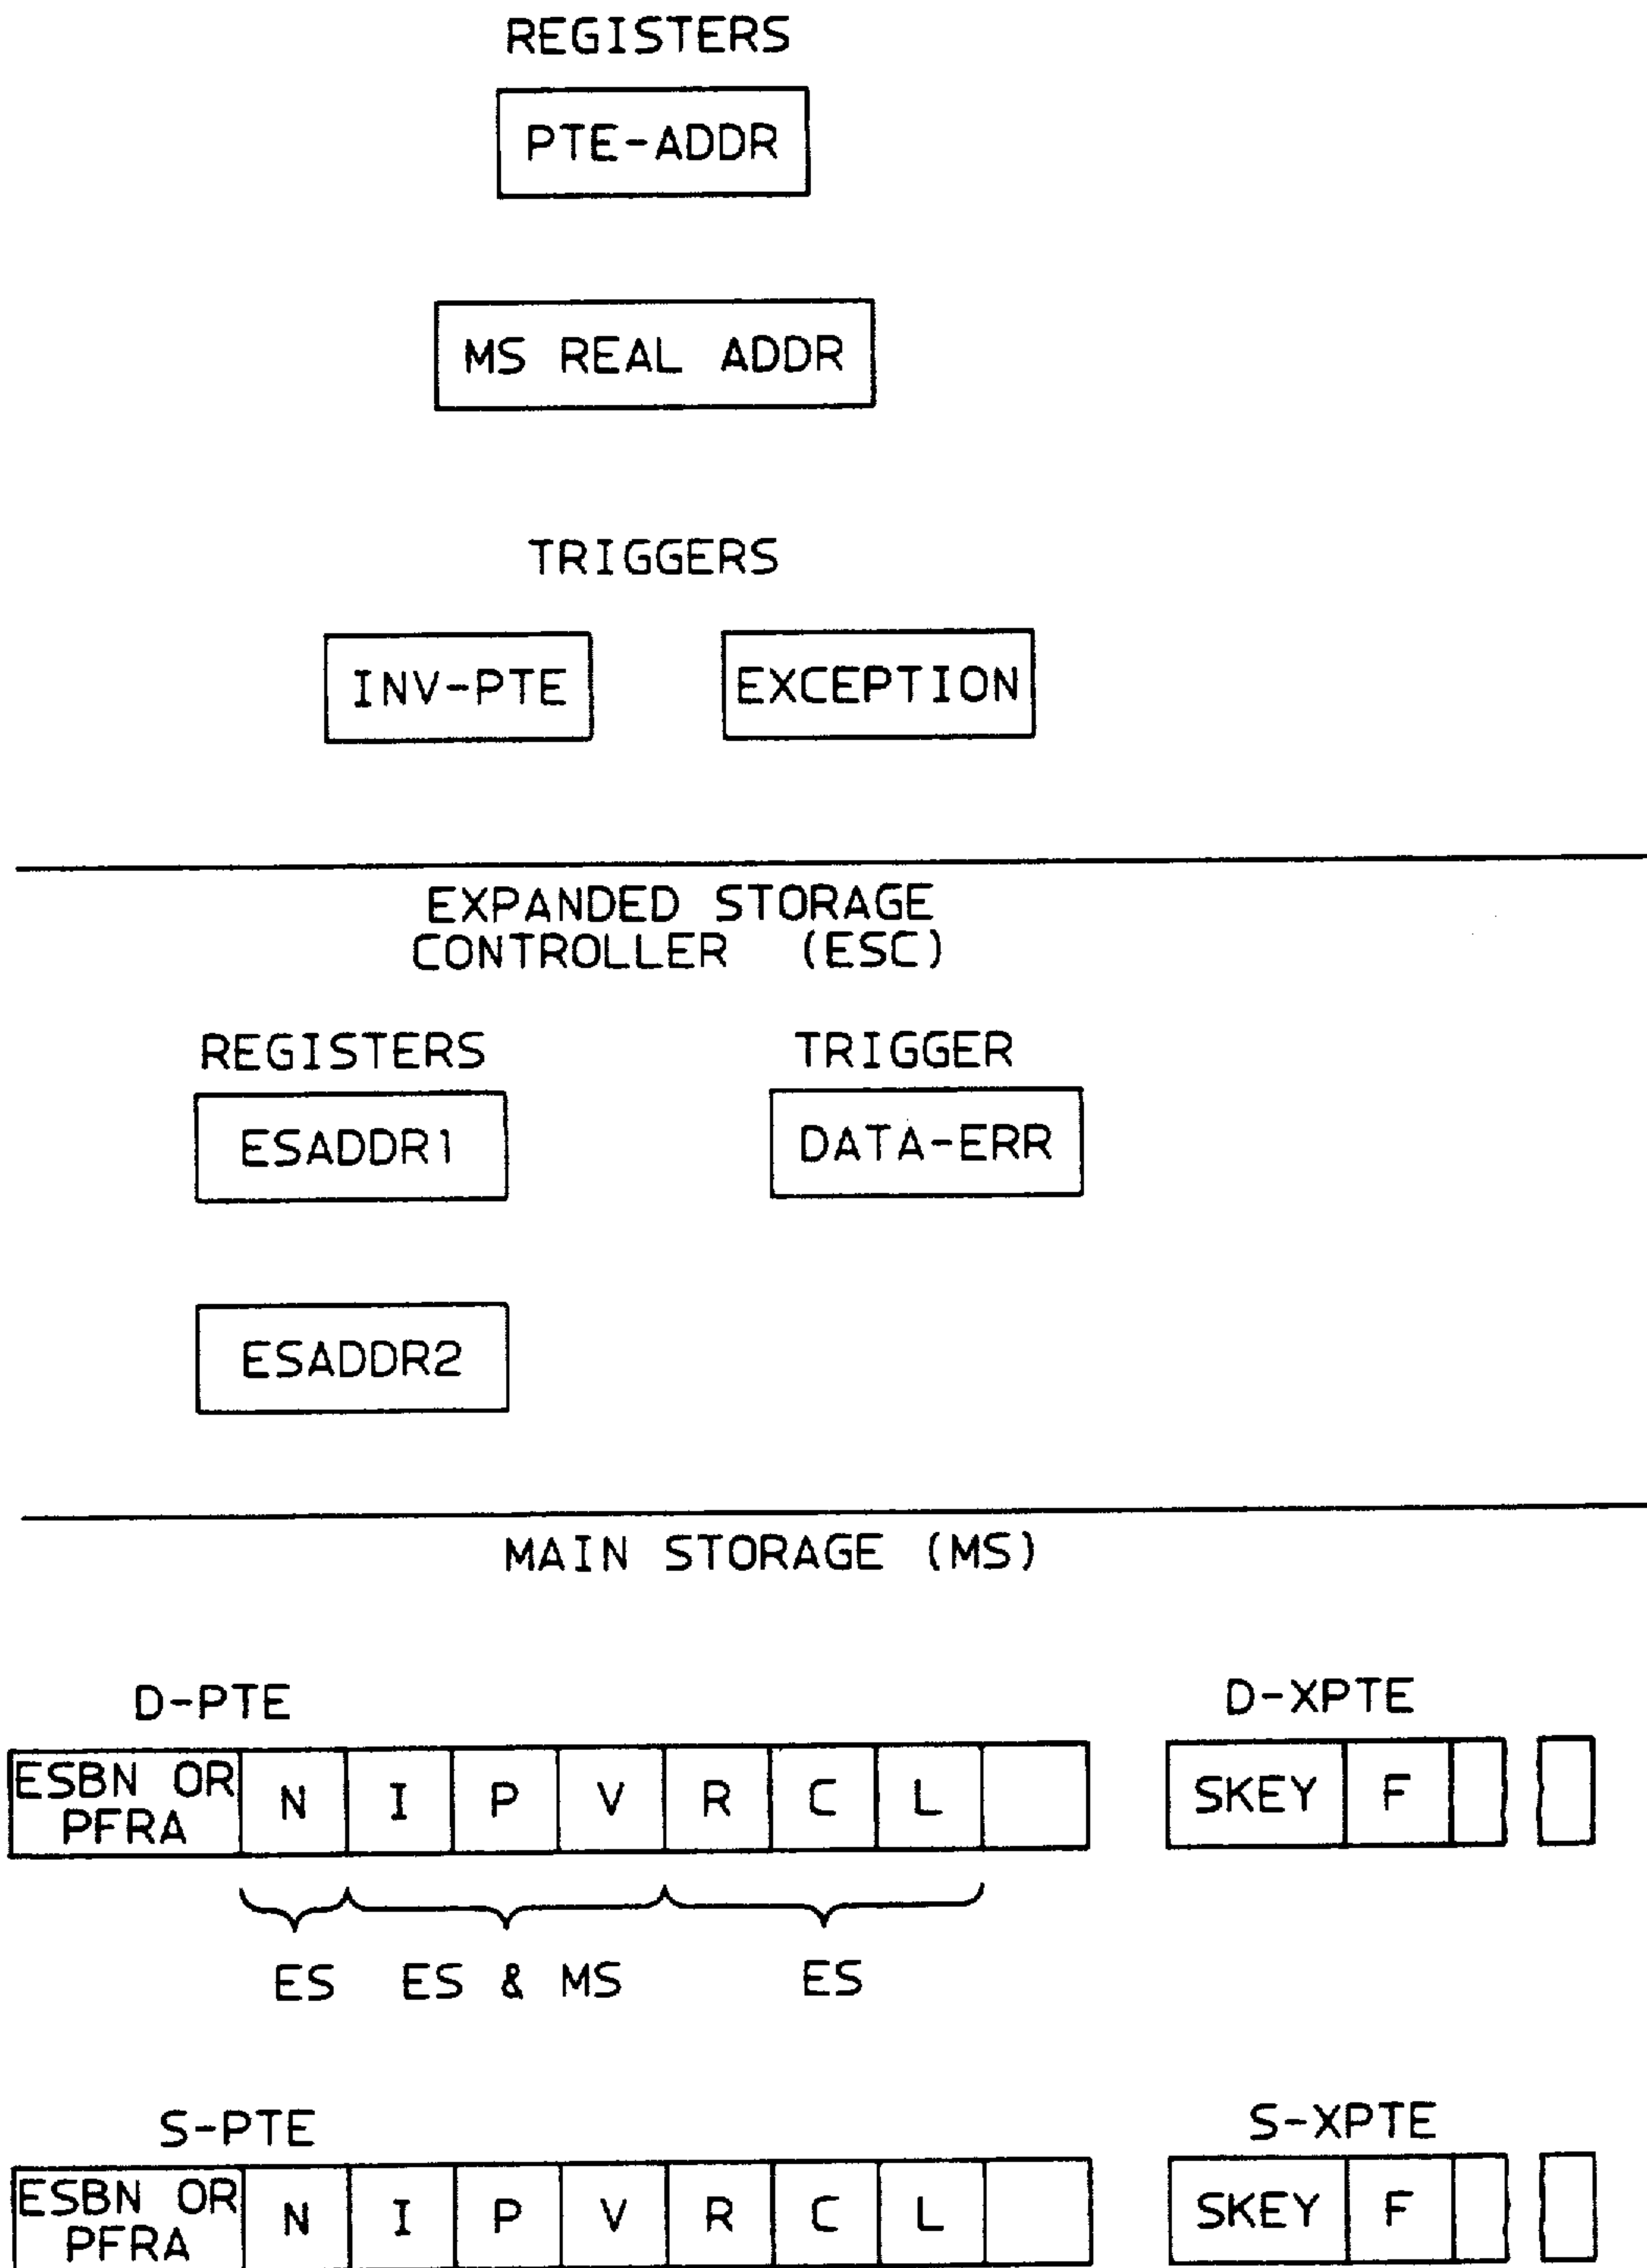 REGISTERS
PTE-ADDR
MS REAL ADDR
TRIGGERS
INV-PTE EXCEPTION
EXPANDED STORAGE
CONTROLLER (ESC)
REGISTERS TRIGGER
ESADDR1 DATA-ERR
ESADDR2
MAIN STORAGE (MS)
D-PTE D-XPTE
ESBN OR
PFRA N I P V R C L SKEY F
ES ES & MS ES
S-PTE S-XPTE
ESBN OR
PFRA N I P V R C L SKEY F